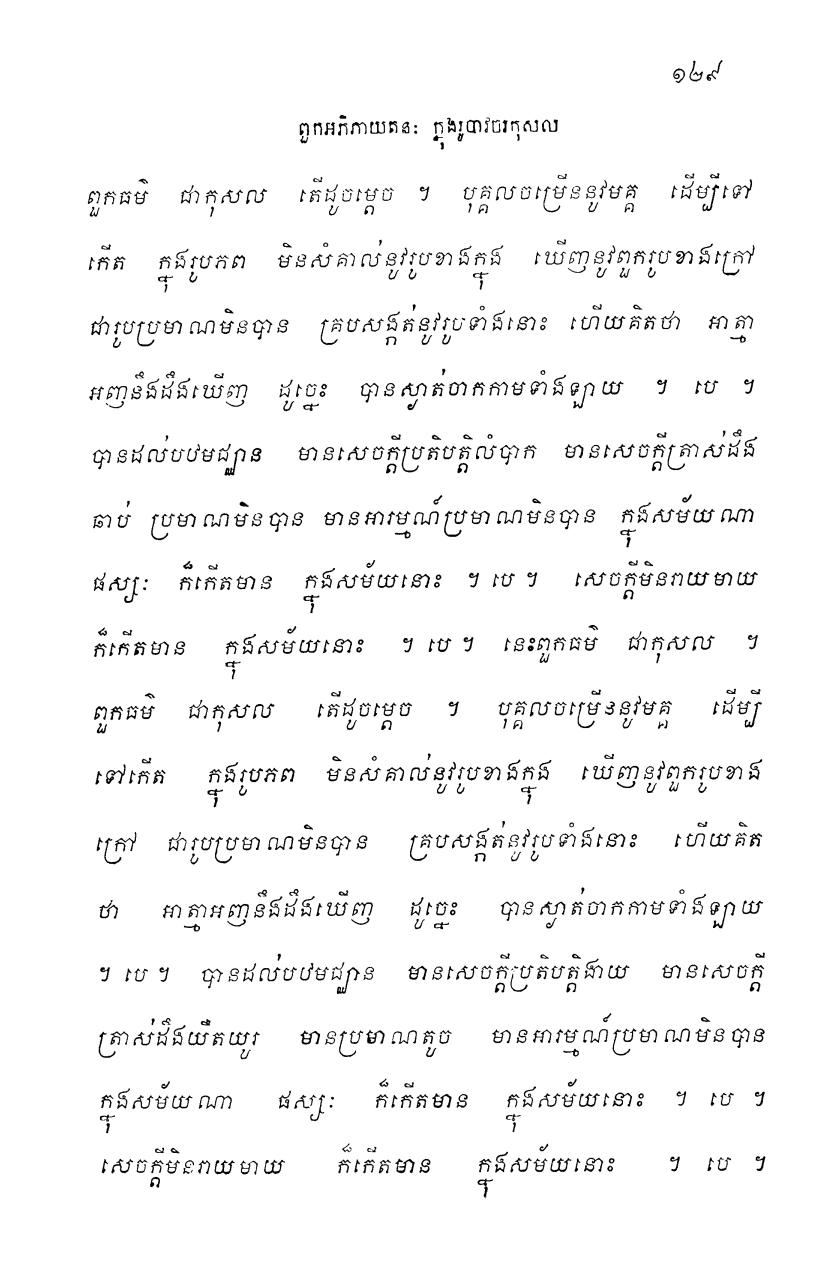 ១២៩
ពួកអភិភាយតនៈ ក្នុងរូបាវចរកុសល
ពួកធម៌ ជាកុសល តើដូចម្តេច ។ បុគ្គលចម្រើននូវមគ្គ ដើម្បីទៅ
កើត ក្នុងរូបភព មិនសំគាល់នូវរូបខាងក្នុង ឃើញនូវពួករូបខាងក្រៅ
ជារូបប្រមាណមិនបាន គ្របសង្កត់នូវរូបទាំងនោះ ហើយគិតថា អាត្មា
អញនឹងដឹងឃើញ ដូច្នេះ បានស្ងាត់ចាកកាមទាំងឡាយ ។ បេ ។
បានដល់បឋមជ្ឈាន មានសេចក្តីប្រតិបត្តិលំបាក មានសេចក្តីត្រាស់ដឹង
ឆាប់ ប្រមាណមិនបាន មានអារម្មណ៍ប្រមាណមិនបាន ក្នុងសម័យណា
ផស្សៈ ក៏កើតមាន ក្នុងសម័យនោះ ។ បេ ។ សេចក្តីមិនរាយមាយ
ក៏កើតមាន ក្នុងសម័យនោះ ។ បេ ។ នេះពួកធម៌ ជាកុសល ។
ពួកធម៌ ជាកុសល តើដូចម្តេច ។ បុគ្គលចម្រើននូវមគ្គ ដើម្បី
ទៅកើត ក្នុងរូបភព មិនសំគាល់នូវរូបខាងក្នុង ឃើញនូវពួករូបខាង
ក្រៅ ជារូបប្រមាណមិនបាន គ្របសង្កត់នូវរូបទាំងនោះ ហើយគិត
ថា អាត្មាអញនឹងដឹងឃើញ ដូច្នេះ បានស្ងាត់ចាកកាមទាំងឡាយ
។ បេ ។ បានដល់បឋមជ្ឈាន មានសេចក្តីប្រតិបត្តិងាយ មានសេចក្តី
ត្រាស់ដឹងយឺតយូរ មានប្រមាណតូច មានអារម្មណ៍ប្រមាណមិនបាន
ក្នុងសម័យណា ផស្សៈ ក៏កើតមាន ក្នុងសម័យនោះ ។ បេ ។
សេចក្តីមិនរាយមាយ ក៏កើតមាន ក្នុងសម័យនោះ ។ បេ ។